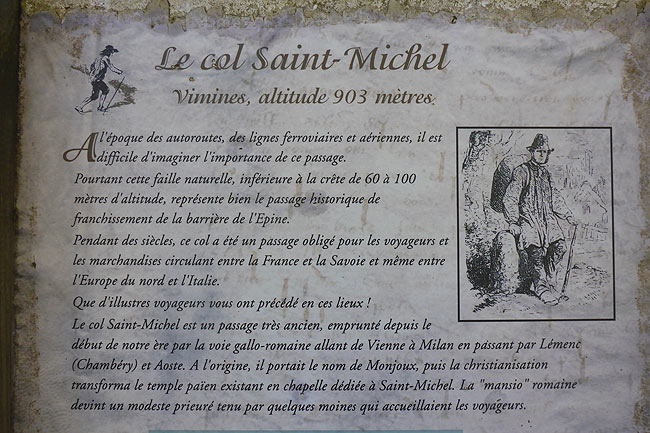 Le col Saint-Michel
Vimines, altitude 903 mètres
A l'époque des autoroutes, des lignes ferroviaires et aériennes, il est
difficile d'imaginer l'importance de ce passage.
Pourtant cette faille naturelle, inférieure à la crête de 60 à 100
mètres d'altitude, représente bien le passage historique de
franchissement de la barrière de l'Epine.
Pendant des siècles, ce col a été un passage obligé pour les voyageurs et
les marchandises circulant entre la France et la Savoie et même entre
l'Europe du nord et l'Italie.
Que d'illustres voyageurs vous ont précédé en ces lieux !
Le col Saint-Michel est un passage très ancien, emprunté depuis le
début de notre ère par la voie gallo-romaine allant de Vienne à Milan en passant par Lémenc
(Chambéry) et Aoste. A l'origine, il portait le nom de Monjoux, puis la christianisation
transforma le temple païen existant en chapelle dédiée à Saint-Michel. La "mansio" romaine
devint un modeste prieuré tenu par quelques moines qui accueillaient les voyageurs.